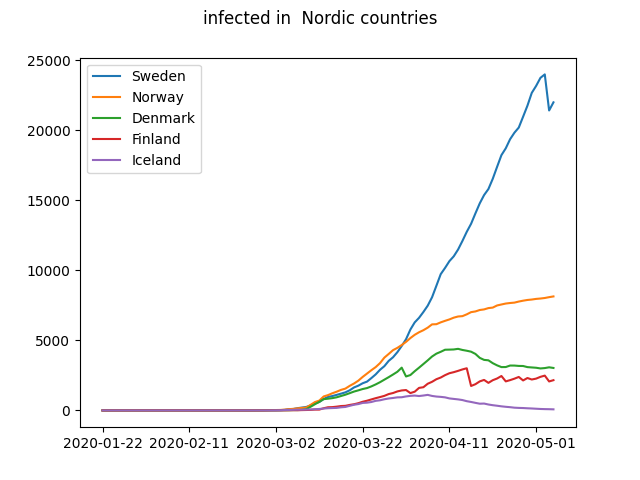 infected in  Nordic countries
25000
20000
15000
10000
5000
0
Sweden
Norway
Denmark
Finland
Iceland
2020-01-22 2020-02-11 2020-03-02 2020-03-22 2020-04-11 2020-05-01